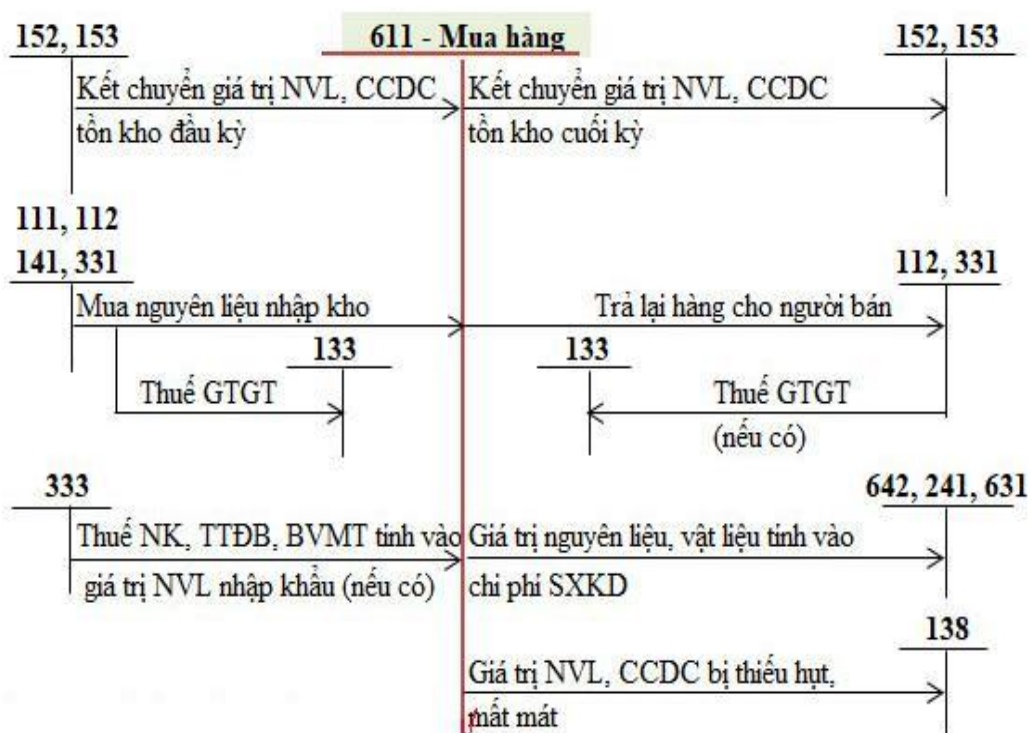 152, 153
611 - Mua hàng
152, 153
Kết chuyển giá trị NVL, CCDC
tồn kho đầu kỳ
Kết chuyển giá trị NVL, CCDC
tồn kho cuối kỳ
111, 112
141, 331
112, 331
Mua nguyên liệu nhập kho
Trả lại hàng cho người bán
133
133
Thuế GTGT
Thuế GTGT
(nếu có)
333
642, 241, 631
Thuế NK, TTĐB, BVMT tính vào
giá trị NVL nhập khẩu (nếu có)
Giá trị nguyên liệu, vật liệu tính vào
chi phí SXKD
138
Giá trị NVL, CCDC bị thiếu hụt,
mất mát